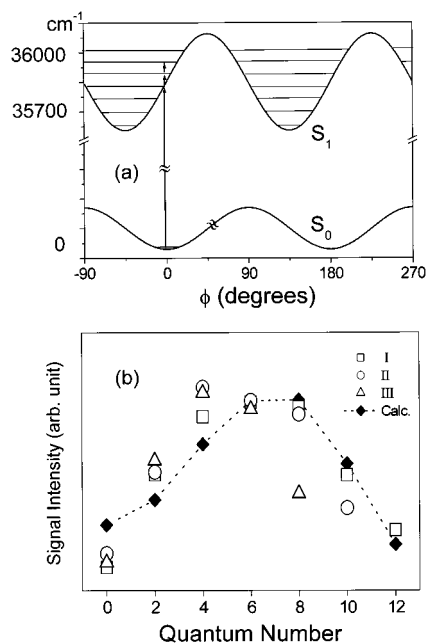 cm-1
36000
35700
S1
(a)
S0
0
-90 0 90 180 270
ϕ (degrees)
(b)
I
II
III
Calc.
Signal Intensity (arb. unit)
0 2 4 6 8 10 12
Quantum Number